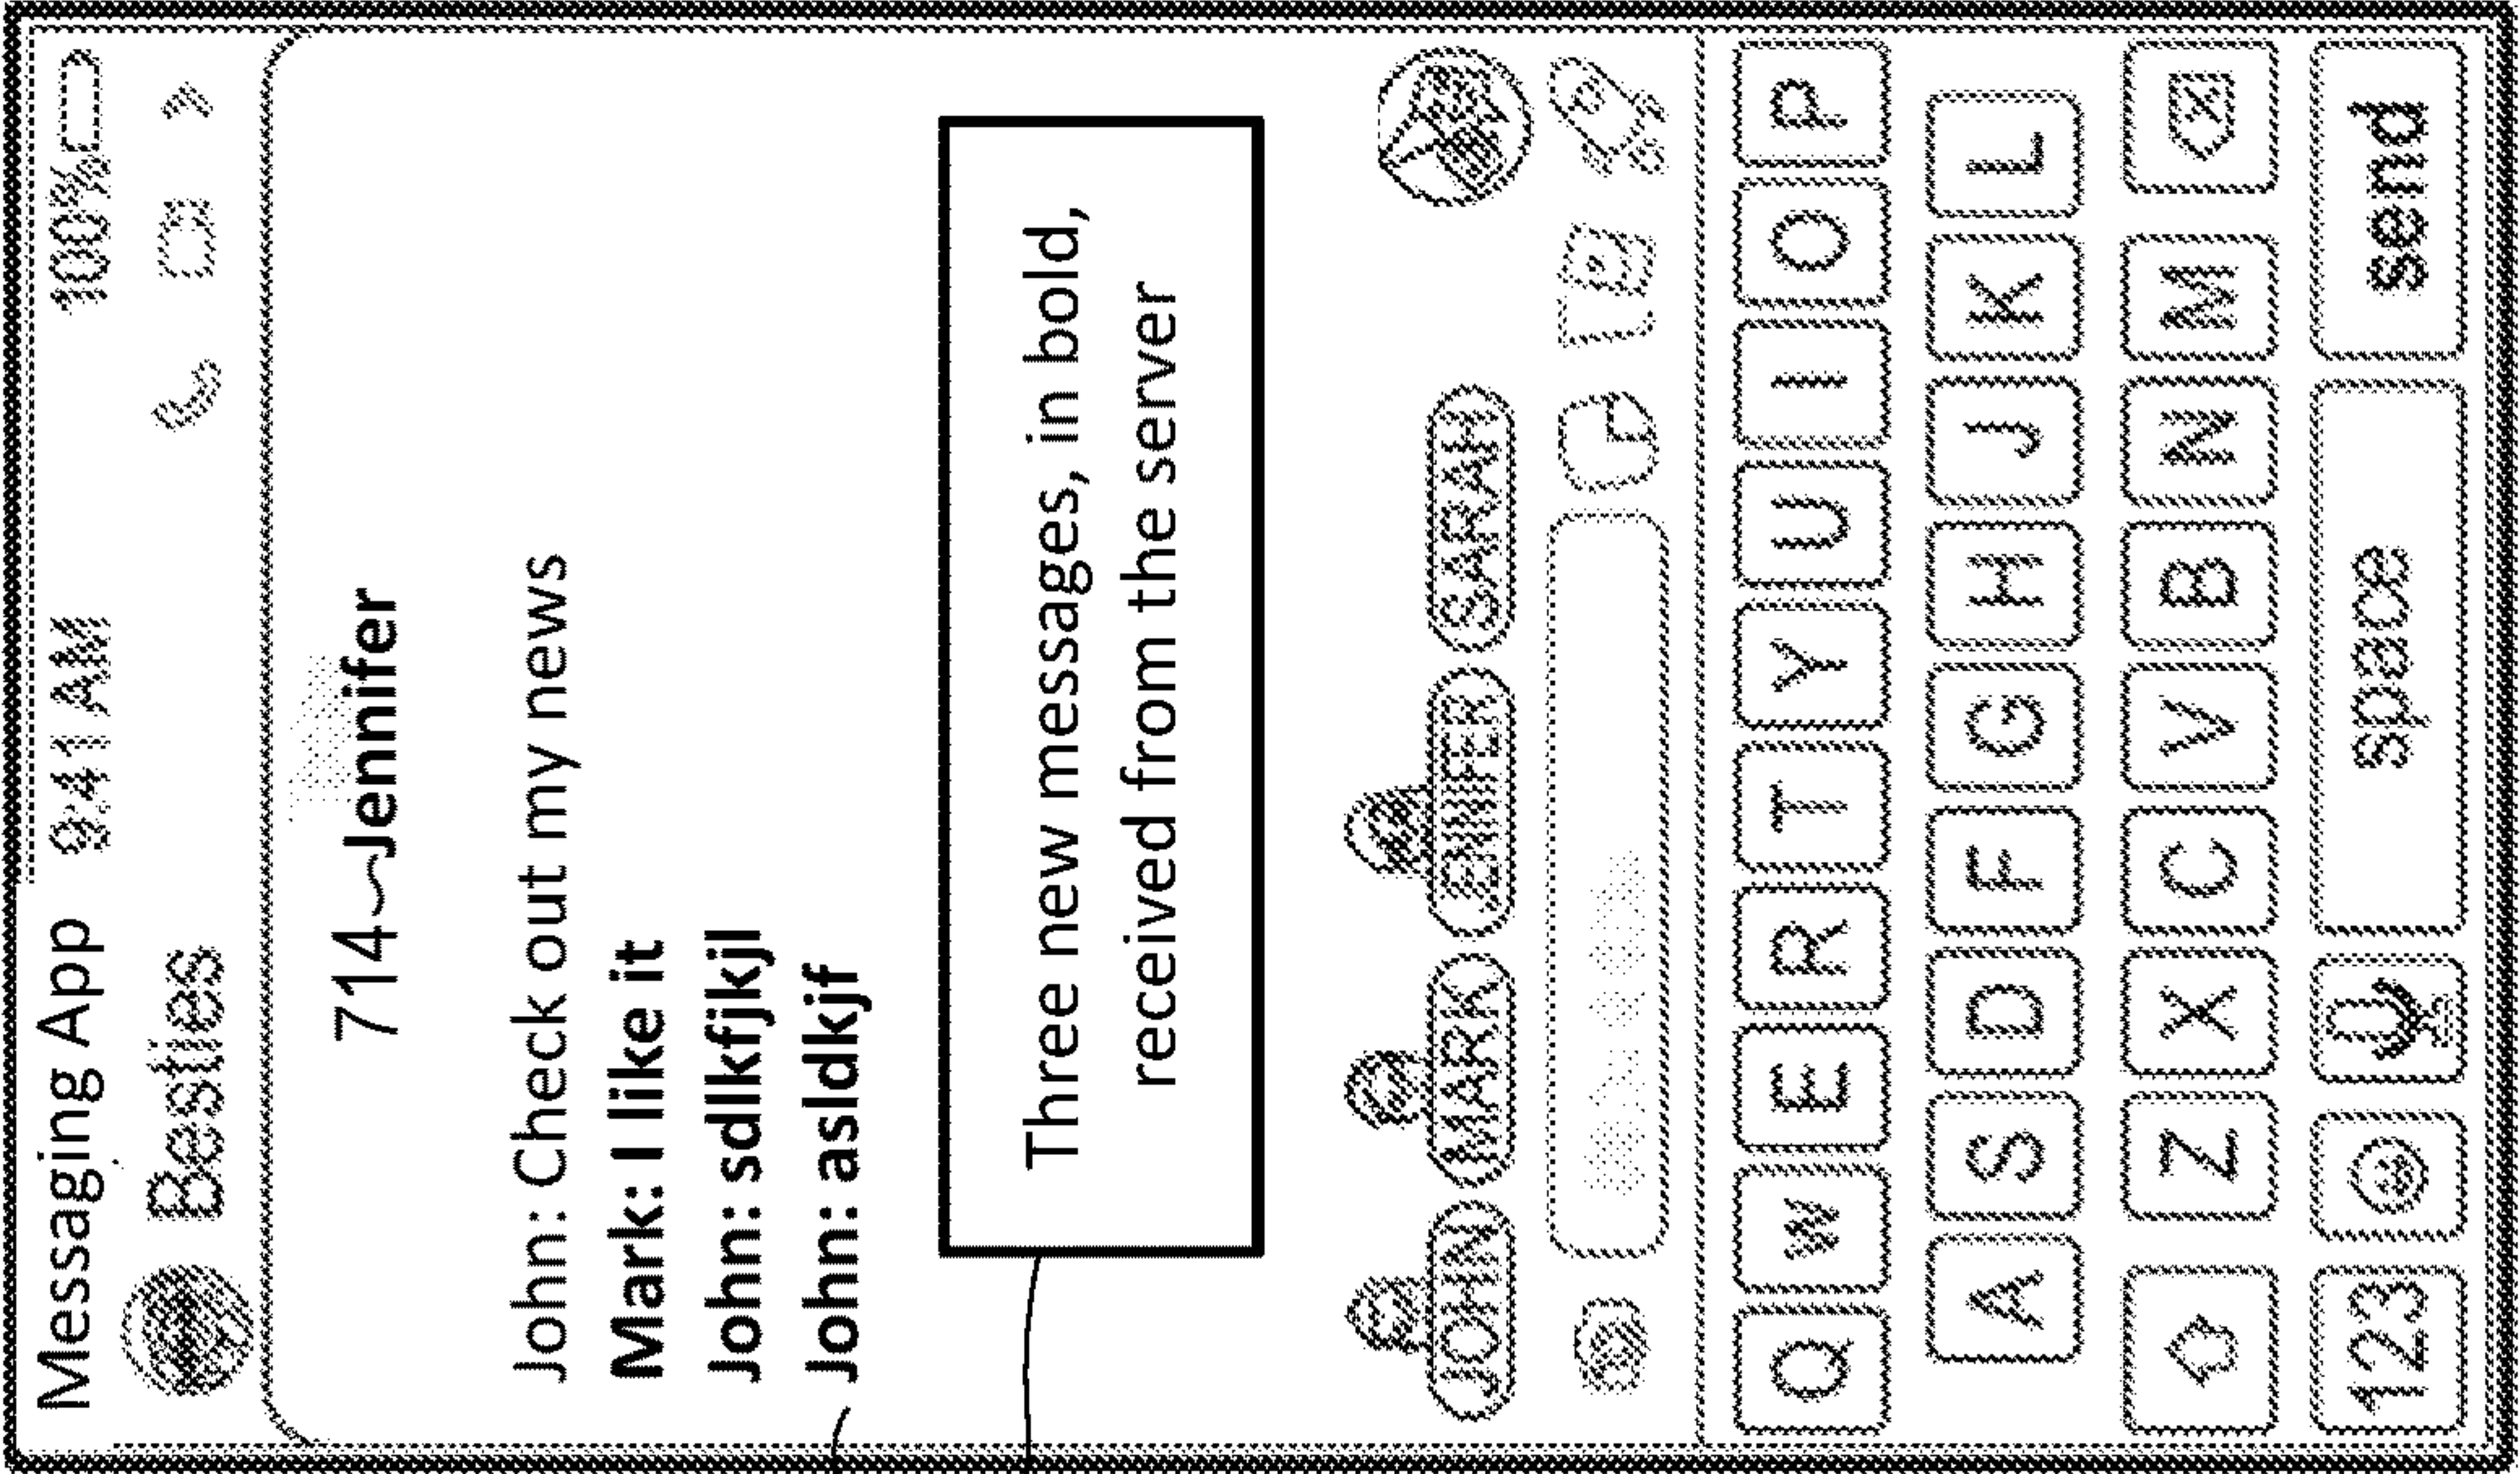 Messaging App 9:41 AM 100%
Besties
714 Jennifer
John: Check out my news
Mark: I like it
John: sdlkfjkjl
John: asldkjf
Three new messages, in bold,
received from the server
JOHN MARK SARAH
Q W E R T Y U I O P
A S D F G H J K L
Z X C V B N M
123 space send